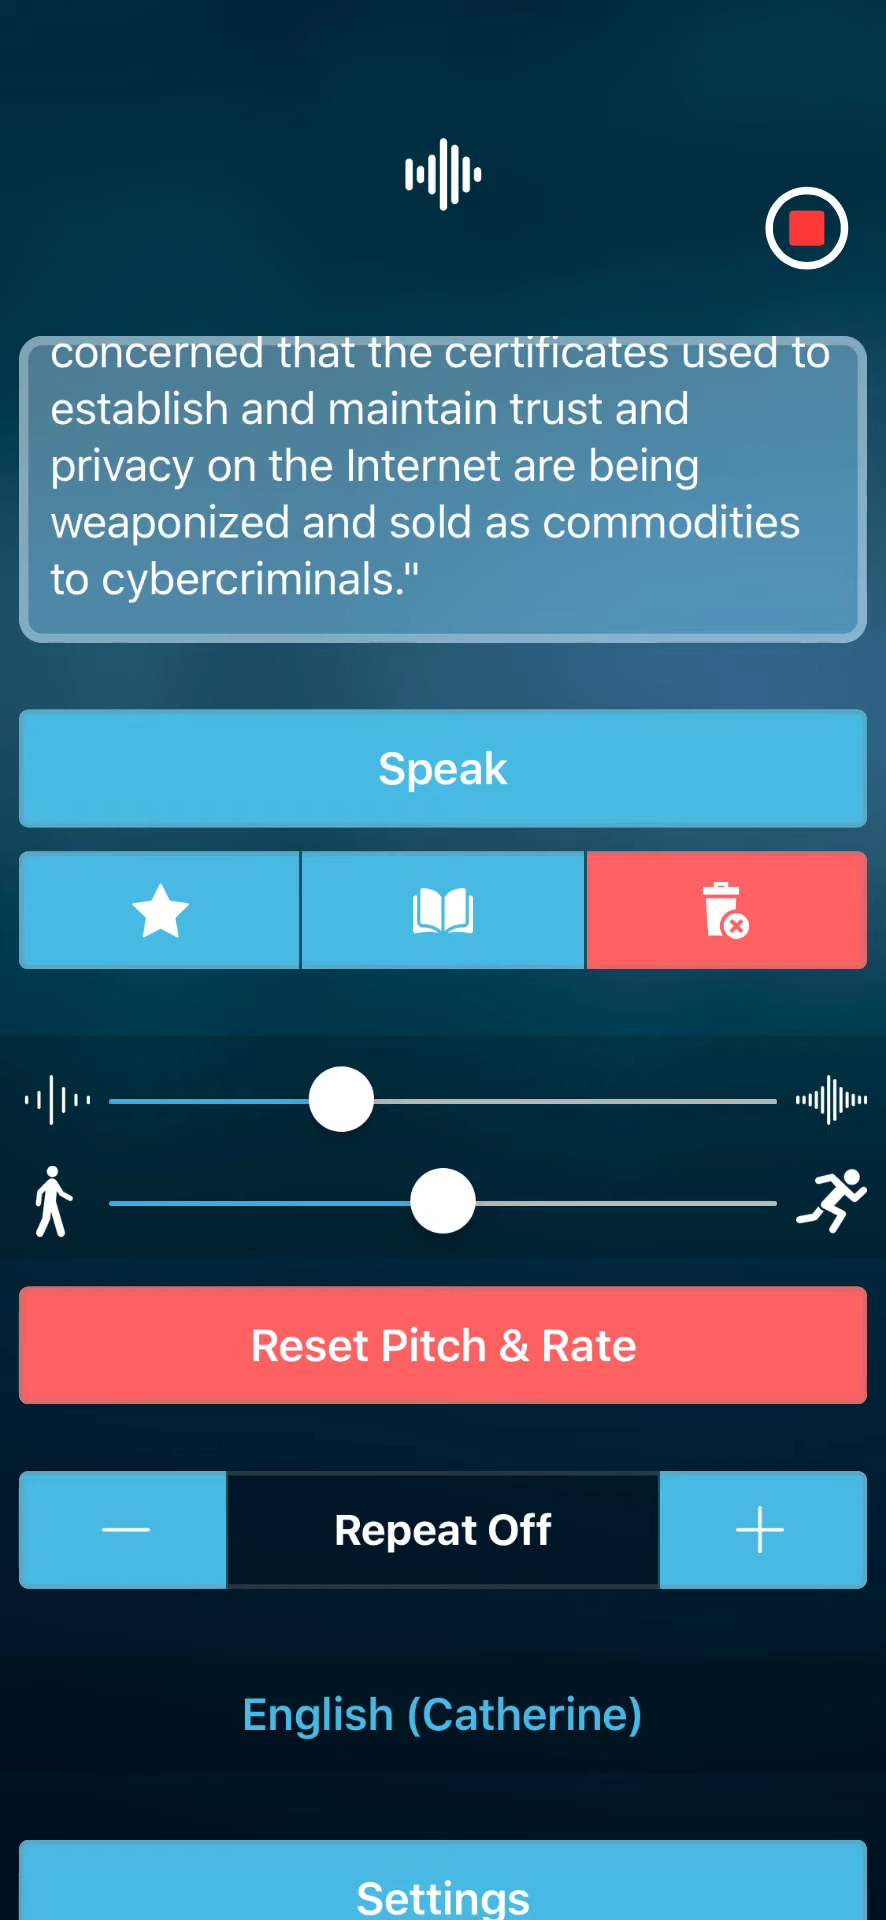 concerned that the certificates used to
establish and maintain trust and
privacy on the Internet are being
weaponized and sold as commodities
to cybercriminals."
Speak
Reset Pitch & Rate
Repeat Off
English (Catherine)
Settings